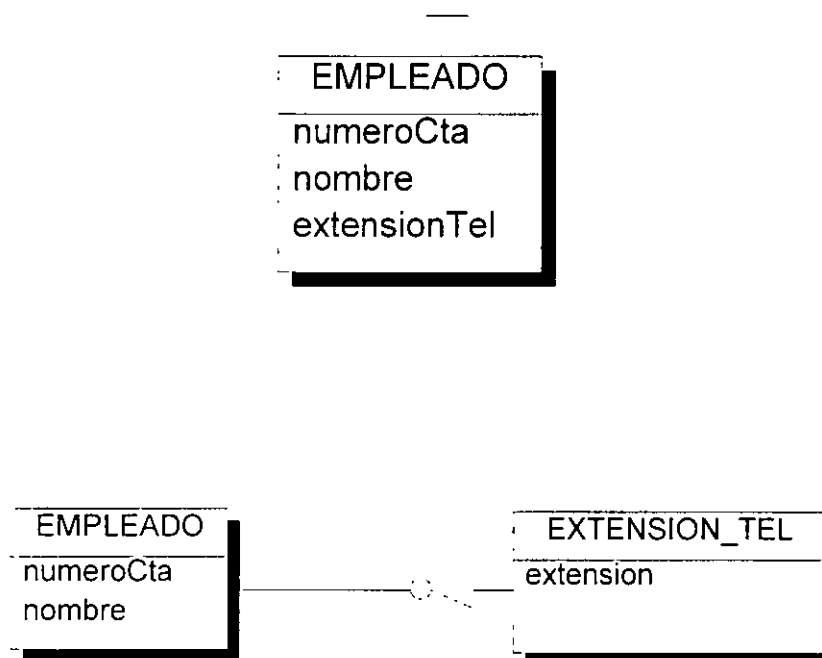 EMPLEADO
numeroCta
nombre
extensionTel
EMPLEADO
numeroCta
nombre
EXTENSION_TEL
extension